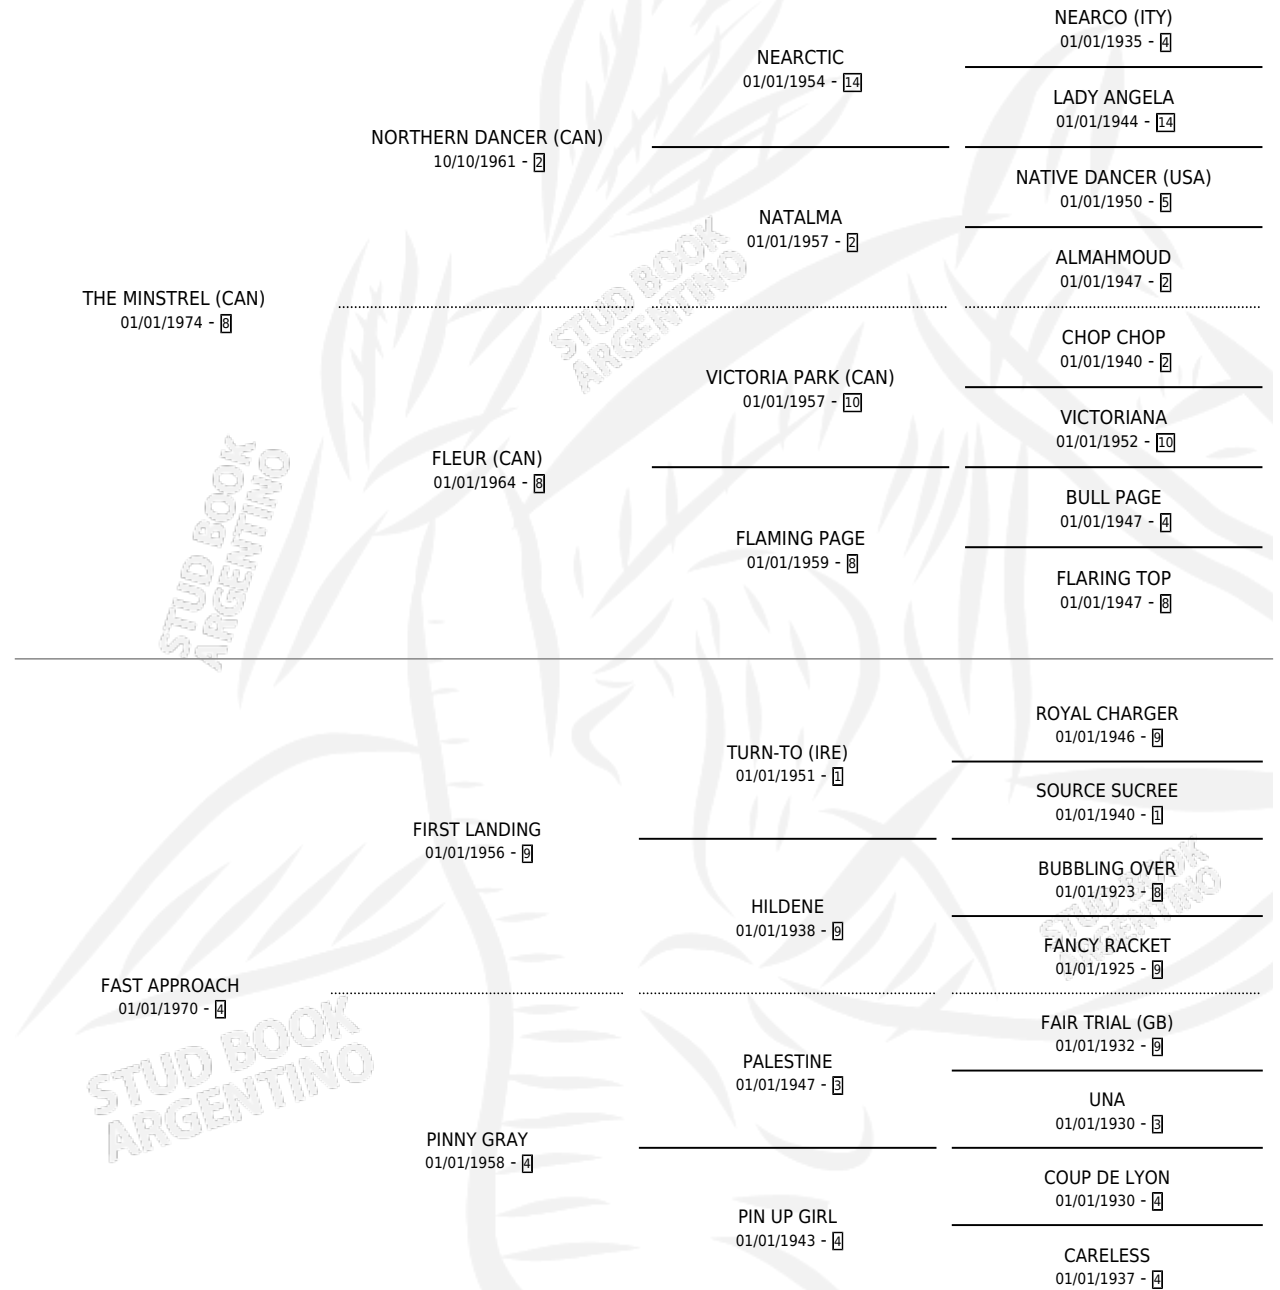 NEARCO (ITY)
01/01/1935 - 4
NEARCTIC
01/01/1954 - 14
LADY ANGELA
01/01/1944 - 14
NORTHERN DANCER (CAN)
10/10/1961 - 2
NATIVE DANCER (USA)
01/01/1950 - 5
NATALMA
01/01/1957 - 2
ALMAHMOUD
01/01/1947 - 2
THE MINSTREL (CAN)
01/01/1974 - 8
CHOP CHOP
01/01/1940 - 2
VICTORIA PARK (CAN)
01/01/1957 - 10
VICTORIANA
01/01/1952 - 10
FLEUR (CAN)
01/01/1964 - 8
BULL PAGE
01/01/1947 - 4
FLAMING PAGE
01/01/1959 - 8
FLARING TOP
01/01/1947 - 8
STUD BOOK
ARGENTINO
STUD BOOK
ARGENTINO
ROYAL CHARGER
01/01/1946 - 9
TURN-TO (IRE)
01/01/1951 - 1
SOURCE SUCREE
01/01/1940 - 1
FIRST LANDING
01/01/1956 - 9
BUBBLING OVER
01/01/1923 - 8
HILDENE
01/01/1938 - 9
FANCY RACKET
01/01/1925 - 9
FAST APPROACH
01/01/1970 - 4
FAIR TRIAL (GB)
01/01/1932 - 9
PALESTINE
01/01/1947 - 3
UNA
01/01/1930 - 3
PINNY GRAY
01/01/1958 - 4
COUP DE LYON
01/01/1930 - 4
PIN UP GIRL
01/01/1943 - 4
CARELESS
01/01/1937 - 4
STUD BOOK
ARGENTINO
STUD BOOK
ARGENTINO